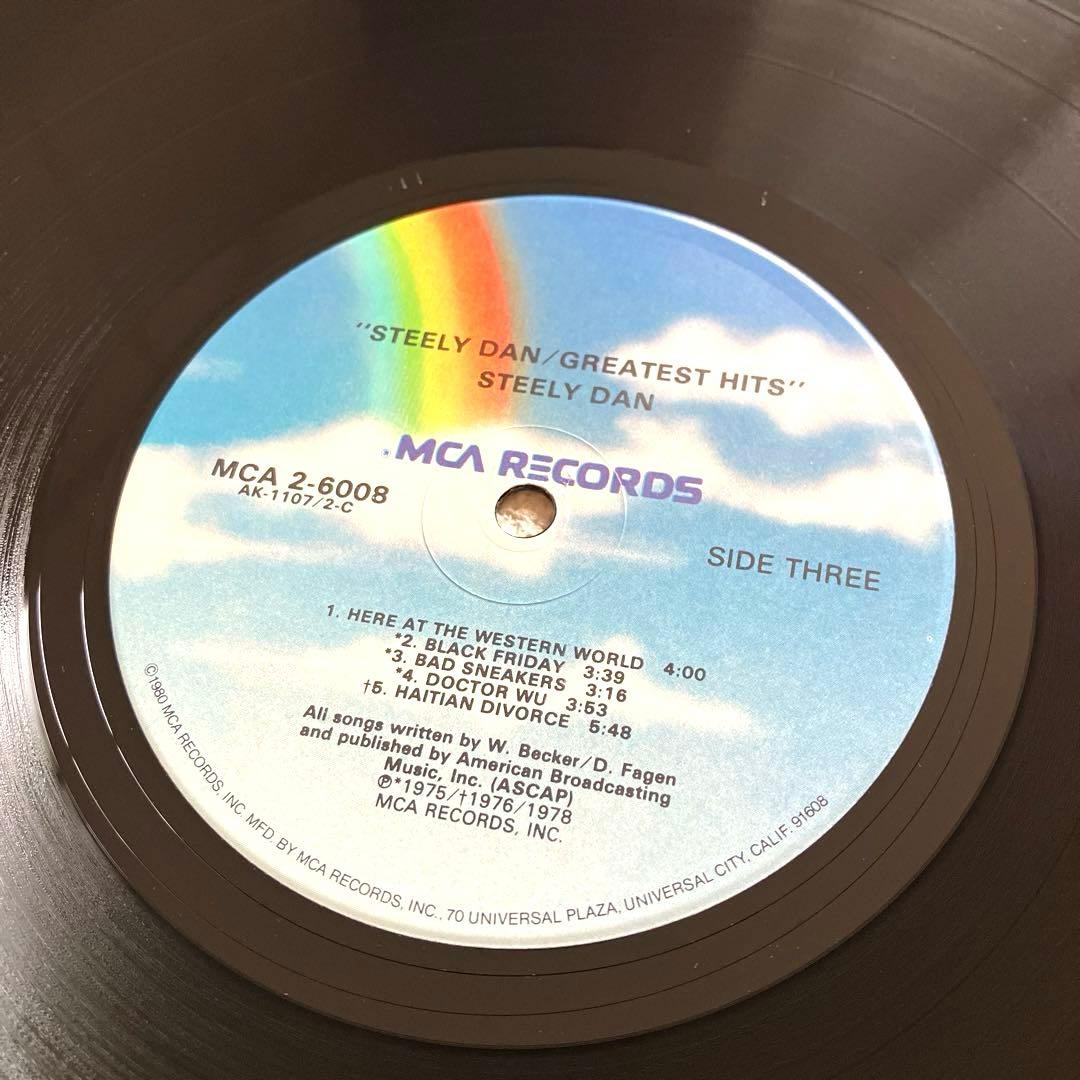 "STEELY DAN/GREATEST HITS"
STEELY DAN
MCA RECORDS
MCA 2-6008
AK-1107/2-C
SIDE THREE
1. HERE AT THE WESTERN WORLD 4:00
*2. BLACK FRIDAY 3:39
*3. BAD SNEAKERS 3:16
*4. DOCTOR WU 3:53
†5. HAITIAN DIVORCE 5:48
All songs written by W. Becker/D. Fagen
and published by American Broadcasting
Music, Inc. (ASCAP)
℗*1975/†1976/1978
MCA RECORDS, INC.
©1980 MCA RECORDS, INC. MFD. BY MCA RECORDS, INC., 70 UNIVERSAL PLAZA, UNIVERSAL CITY, CALIF. 91608